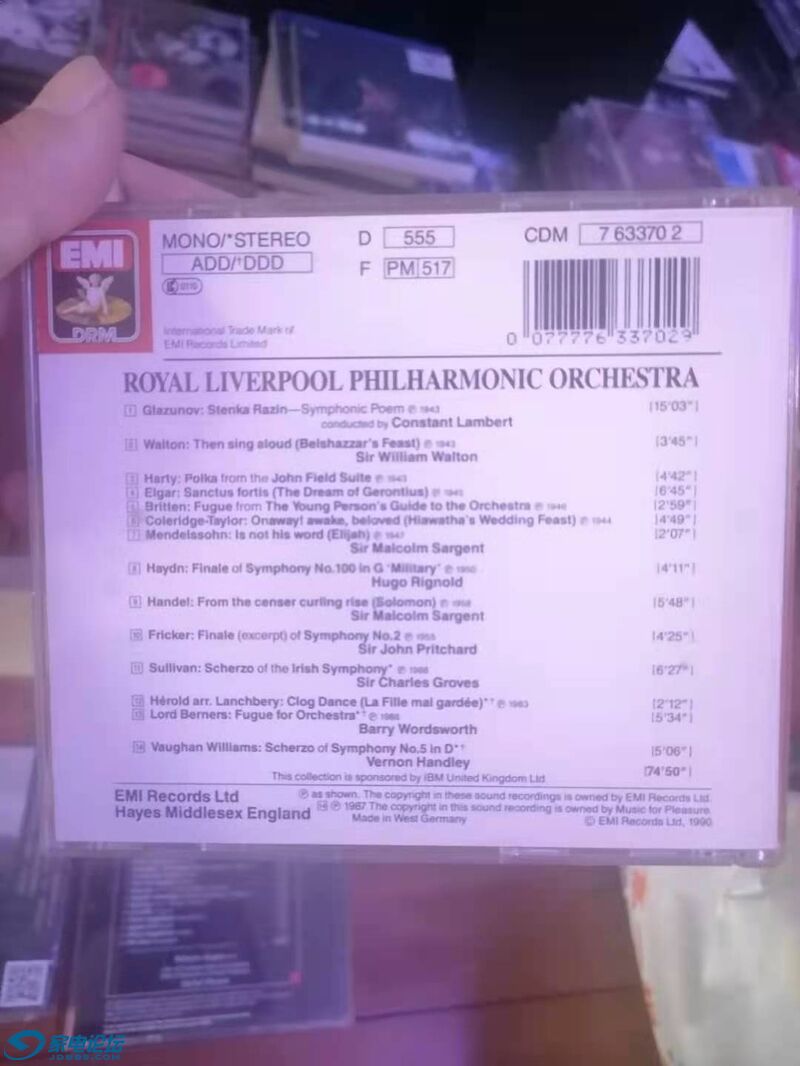 EMI
DRM
MONO/*STEREO
ADD/†DDD
D 555
F PM 517
CDM 7 63370 2
0 077776 337029
International Trade Mark of
EMI Records Limited
ROYAL LIVERPOOL PHILHARMONIC ORCHESTRA
1 Glazunov: Stenka Razin—Symphonic Poem ℗ 1943 [15'03"]
conducted by Constant Lambert
2 Walton: Then sing aloud (Belshazzar's Feast) ℗ 1943 [3'45"]
Sir William Walton
3 Harty: Polka from the John Field Suite ℗ 1943 [4'42"]
4 Elgar: Sanctus fortis (The Dream of Gerontius) ℗ 1945 [6'45"]
5 Britten: Fugue from The Young Person's Guide to the Orchestra ℗ 1946 [2'59"]
6 Coleridge-Taylor: Onaway! awake, beloved (Hiawatha's Wedding Feast) ℗ 1944 [4'49"]
7 Mendelssohn: Is not his word (Elijah) ℗ 1947 [2'07"]
Sir Malcolm Sargent
8 Haydn: Finale of Symphony No.100 in G 'Military' ℗ 1950 [4'11"]
Hugo Rignold
9 Handel: From the censer curling rise (Solomon) ℗ [5'48"]
Sir Malcolm Sargent
10 Fricker: Finale (excerpt) of Symphony No.2 ℗ 1955 [4'25"]
Sir John Pritchard
11 Sullivan: Scherzo of the Irish Symphony* ℗ [6'27"]
Sir Charles Groves
12 Hérold arr. Lanchbery: Clog Dance (La Fille mal gardée)*† ℗ 1983 [2'12"]
13 Lord Berners: Fugue for Orchestra*† ℗ 1986 [5'34"]
Barry Wordsworth
14 Vaughan Williams: Scherzo of Symphony No.5 in D*† [5'06"]
Vernon Handley [74'50"]
This collection is sponsored by IBM United Kingdom Ltd
EMI Records Ltd
Hayes Middlesex England
℗ as shown. The copyright in these sound recordings is owned by EMI Records Ltd.
14 ℗ 1987 The copyright in this sound recording is owned by Music for Pleasure.
Made in West Germany
© EMI Records Ltd, 1990
家电论坛
JDBBS.COM